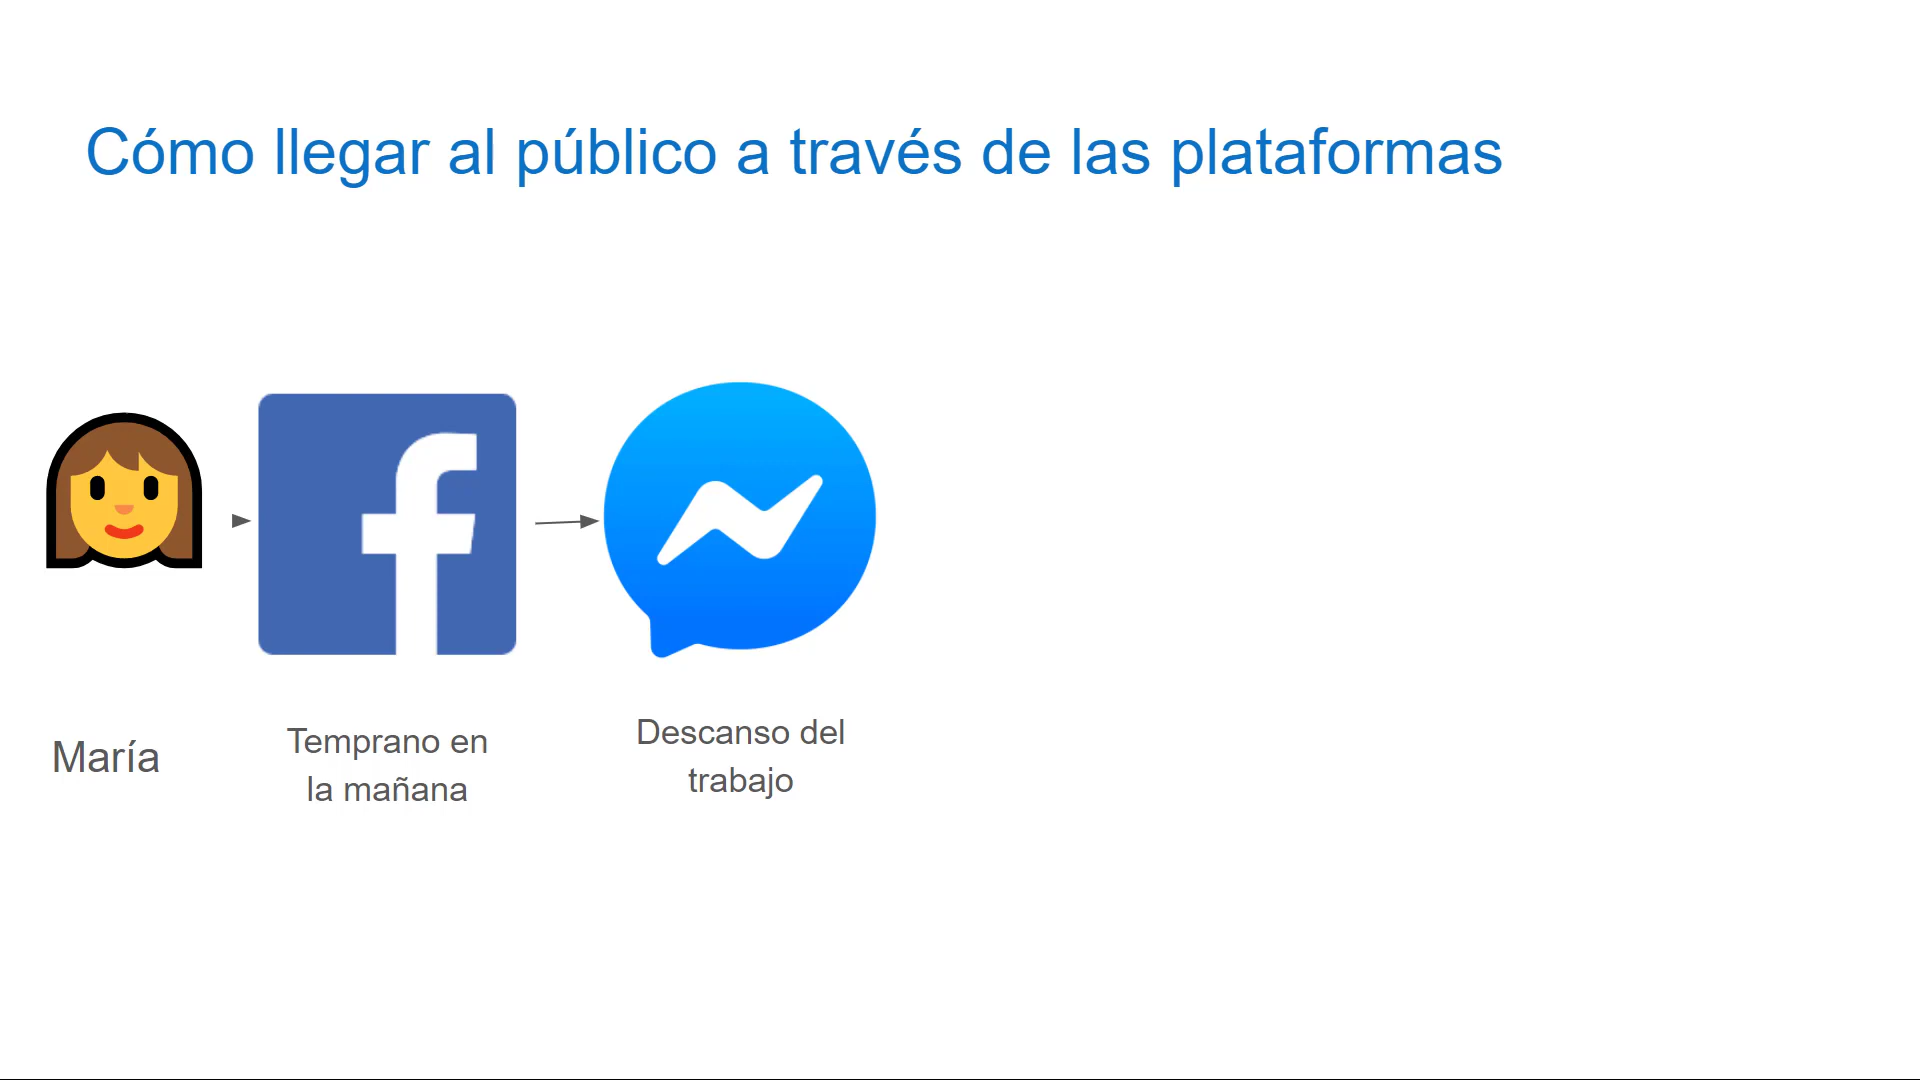 Cómo llegar al público a través de las plataformas
María
Temprano en
la mañana
Descanso del
trabajo